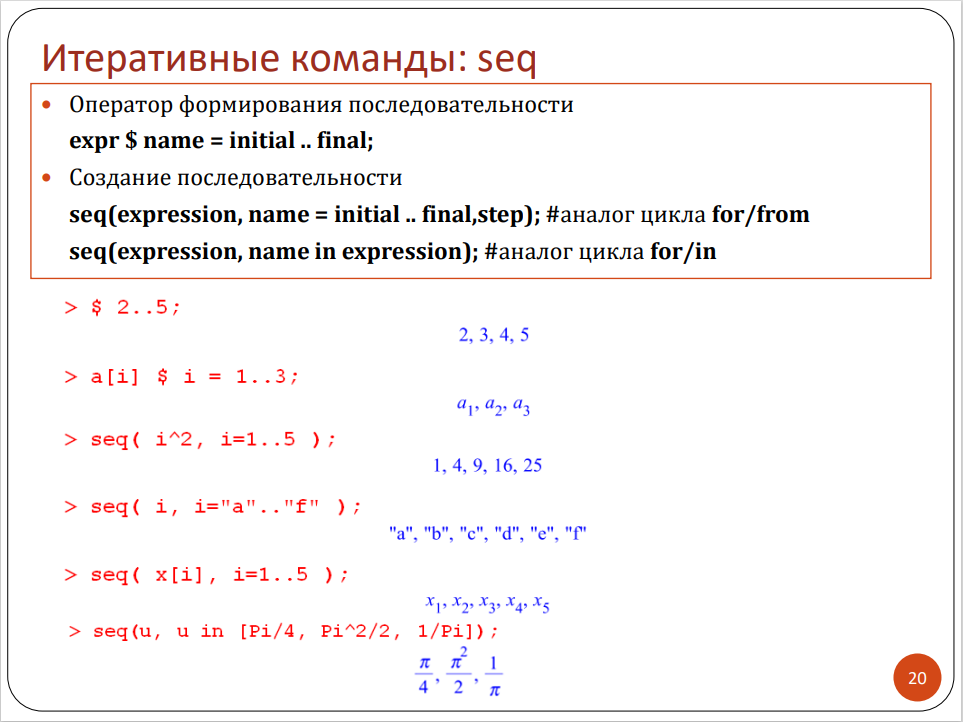 Итеративные команды: seq
• Оператор формирования последовательности
expr $ name = initial .. final;
• Создание последовательности
seq(expression, name = initial .. final,step); #аналог цикла for/from
seq(expression, name in expression); #аналог цикла for/in
> $ 2..5;
2, 3, 4, 5
> a[i] $ i = 1..3;
a₁, a₂, a₃
> seq( i^2, i=1..5 );
1, 4, 9, 16, 25
> seq( i, i="a".."f" );
"a", "b", "c", "d", "e", "f"
> seq( x[i], i=1..5 );
x₁, x₂, x₃, x₄, x₅
> seq(u, u in [Pi/4, Pi^2/2, 1/Pi]);
π/4, π²/2, 1/π
20